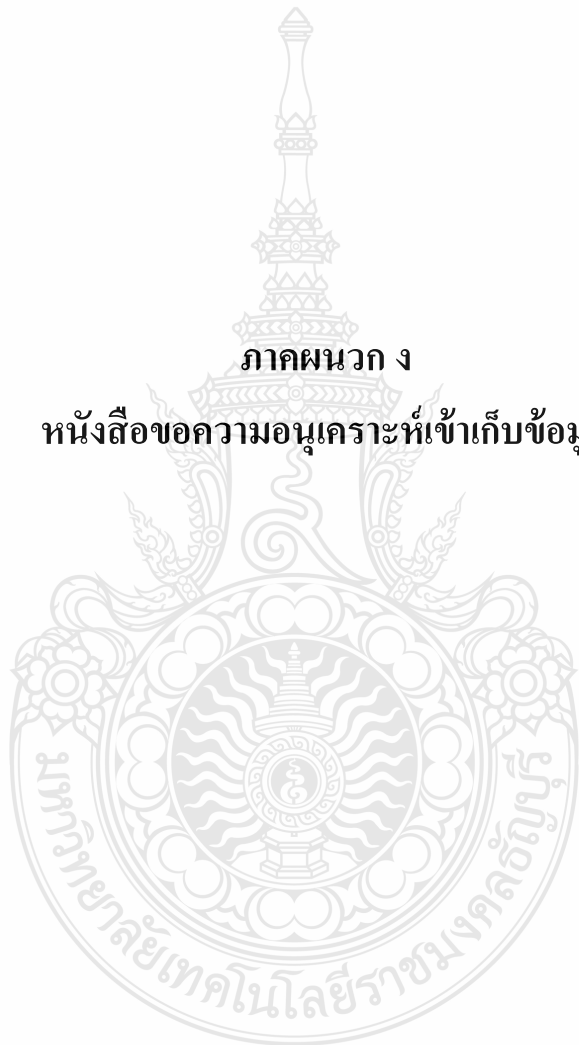 ภาคผนวก ง
หนังสือขอความอนุเคราะห์เข้าเก็บ
มหาวิทยาลัยเทคโนโลยีราชมงคลธัญบุรี